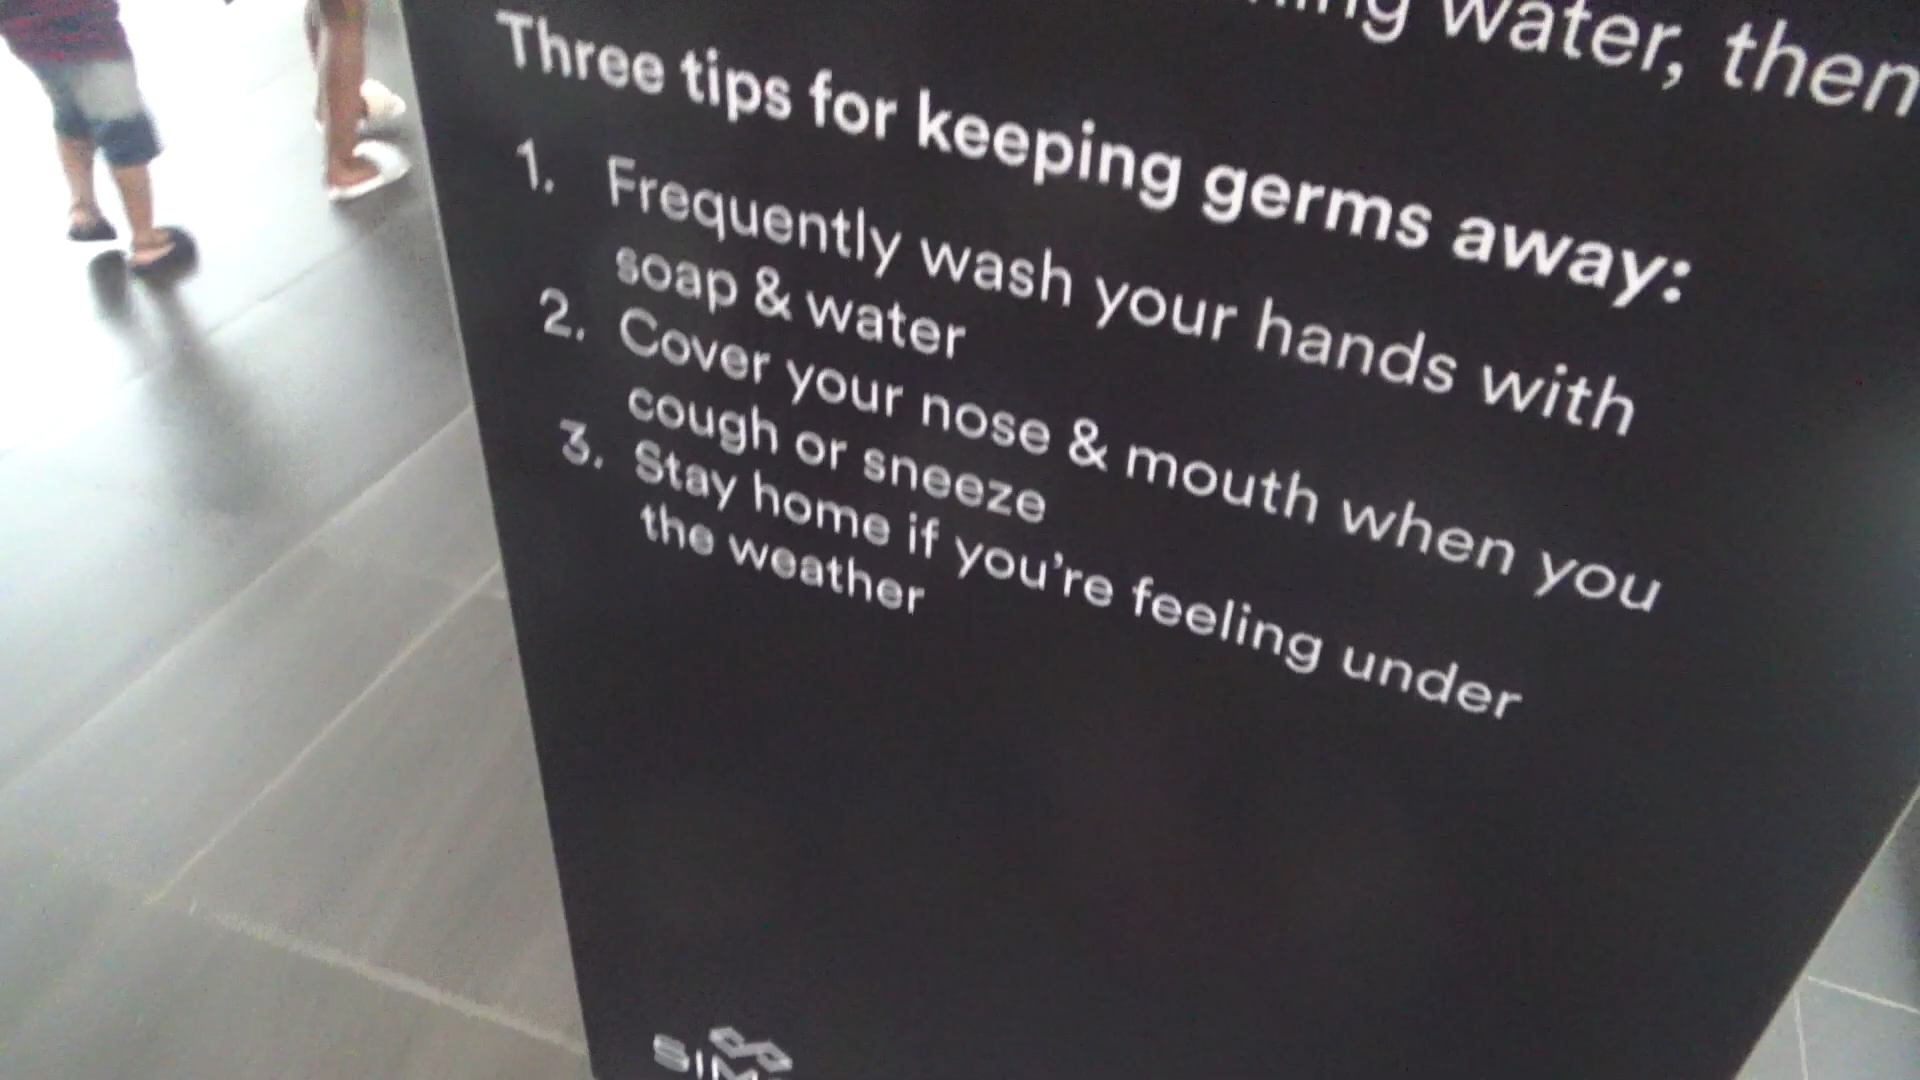 water, then
Three tips for keeping germs away:
1. Frequently wash your hands with
soap & water
2. Cover your nose & mouth when you
cough or sneeze
3. Stay home if you're feeling under
the weather